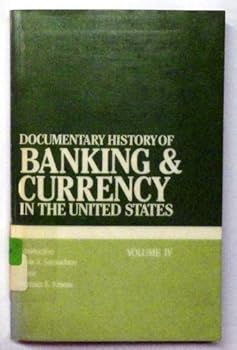 DOCUMENTARY HISTORY OF
BANKING &
CURRENCY
IN THE UNITED STATES
VOLUME IV